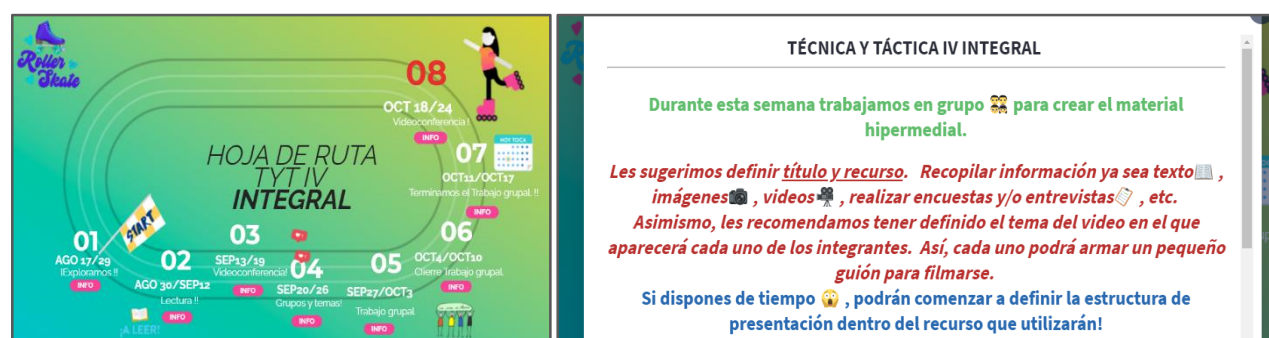 Roller
Skate
08
OCT 18/24
Videoconferencia !
INFO
HOY TOCA
07
OCT11/OCT17
Terminamos el Trabajo grupal. !!
INFO
HOJA DE RUTA
TYT IV
INTEGRAL
START
01
AGO 17/29
!Exploramos !!
INFO
02
AGO 30/SEP12
Lectura !!
INFO
¡A LEER!
03
SEP13/19
Videoconferencia!
INFO
04
SEP20/26
Grupos y temas!
INFO
05
SEP27/OCT3
Trabajo grupal
INFO
06
OCT4/OCT10
Cllerre Trabajo grupal.
INFO
TÉCNICA Y TÁCTICA IV INTEGRAL
Durante esta semana trabajamos en grupo para crear el material
hipermedial.
Les sugerimos definir título y recurso. Recopilar información ya sea texto ,
imágenes , videos , realizar encuestas y/o entrevistas , etc.
Asimismo, les recomendamos tener definido el tema del video en el que
aparecerá cada uno de los integrantes. Así, cada uno podrá armar un pequeño
guión para filmarse.
Si dispones de tiempo , podrán comenzar a definir la estructura de
presentación dentro del recurso que utilizarán!